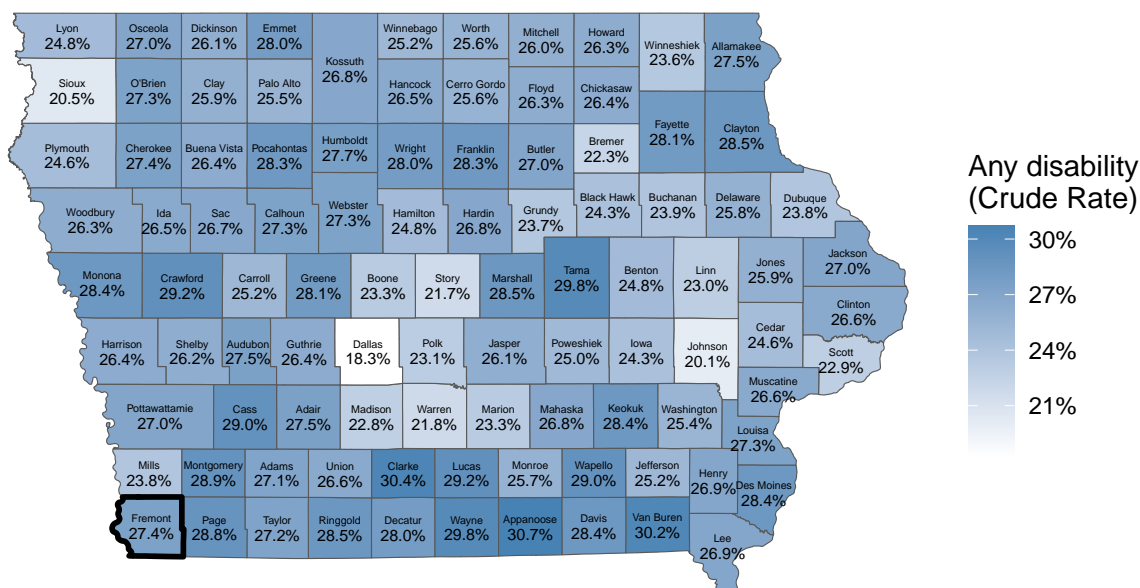 Lyon
24.8%
Osceola
27.0%
Dickinson
26.1%
Emmet
28.0%
Kossuth
26.8%
Winnebago
25.2%
Worth
25.6%
Mitchell
26.0%
Howard
26.3%
Winneshiek
23.6%
Allamakee
27.5%
Sioux
20.5%
O'Brien
27.3%
Clay
25.9%
Palo Alto
25.5%
Hancock
26.5%
Cerro Gordo
25.6%
Floyd
26.3%
Chickasaw
26.4%
Plymouth
24.6%
Cherokee
27.4%
Buena Vista
26.4%
Pocahontas
28.3%
Humboldt
27.7%
Wright
28.0%
Franklin
28.3%
Butler
27.0%
Bremer
22.3%
Fayette
28.1%
Clayton
28.5%
Woodbury
26.3%
Ida
26.5%
Sac
26.7%
Calhoun
27.3%
Webster
27.3%
Hamilton
24.8%
Hardin
26.8%
Grundy
23.7%
Black Hawk
24.3%
Buchanan
23.9%
Delaware
25.8%
Dubuque
23.8%
Monona
28.4%
Crawford
29.2%
Carroll
25.2%
Greene
28.1%
Boone
23.3%
Story
21.7%
Marshall
28.5%
Tama
29.8%
Benton
24.8%
Linn
23.0%
Jones
25.9%
Jackson
27.0%
Clinton
26.6%
Harrison
26.4%
Shelby
26.2%
Audubon
27.5%
Guthrie
26.4%
Dallas
18.3%
Polk
23.1%
Jasper
26.1%
Poweshiek
25.0%
Iowa
24.3%
Johnson
20.1%
Cedar
24.6%
Scott
22.9%
Muscatine
26.6%
Pottawattamie
27.0%
Cass
29.0%
Adair
27.5%
Madison
22.8%
Warren
21.8%
Marion
23.3%
Mahaska
26.8%
Keokuk
28.4%
Washington
25.4%
Louisa
27.3%
Mills
23.8%
Montgomery
28.9%
Adams
27.1%
Union
26.6%
Clarke
30.4%
Lucas
29.2%
Monroe
25.7%
Wapello
29.0%
Jefferson
25.2%
Henry
26.9%
Des Moines
28.4%
Fremont
27.4%
Page
28.8%
Taylor
27.2%
Ringgold
28.5%
Decatur
28.0%
Wayne
29.8%
Appanoose
30.7%
Davis
28.4%
Van Buren
30.2%
Lee
26.9%
Any disability
(Crude Rate)
30%
27%
24%
21%